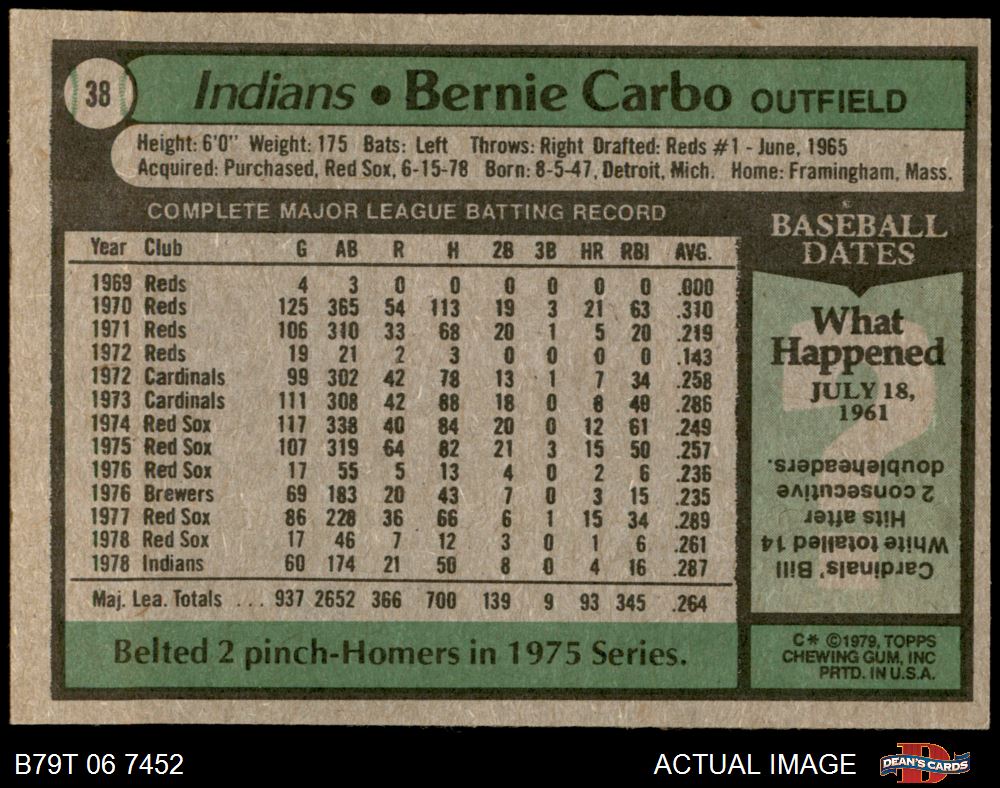 38
Indians • Bernie Carbo OUTFIELD
Height: 6'0" Weight: 175 Bats: Left Throws: Right Drafted: Reds #1 - June, 1965
Acquired: Purchased, Red Sox, 6-15-78 Born: 8-5-47, Detroit, Mich. Home: Framingham, Mass.
COMPLETE MAJOR LEAGUE BATTING RECORD
Year Club G AB R H 2B 3B HR RBI AVG.
1969 Reds 4 3 0 0 0 0 0 0 .000
1970 Reds 125 365 54 113 19 3 21 63 .310
1971 Reds 106 310 33 68 20 1 5 20 .219
1972 Reds 19 21 2 3 0 0 0 0 .143
1972 Cardinals 99 302 42 78 13 1 7 34 .258
1973 Cardinals 111 308 42 88 18 0 8 40 .286
1974 Red Sox 117 338 40 84 20 0 12 61 .249
1975 Red Sox 107 319 64 82 21 3 15 50 .257
1976 Red Sox 17 55 5 13 4 0 2 6 .236
1976 Brewers 69 183 20 43 7 0 3 15 .235
1977 Red Sox 86 228 36 66 6 1 15 34 .289
1978 Red Sox 17 46 7 12 3 0 1 6 .261
1978 Indians 60 174 21 50 8 0 4 16 .287
Maj. Lea. Totals ... 937 2652 366 700 139 9 93 345 .264
Belted 2 pinch-Homers in 1975 Series.
BASEBALL
DATES
What
Happened
JULY 18,
1961
Cardinals' Bill
White totalled 14
Hits after
2 consecutive
doubleheaders.
C* ©1979, TOPPS
CHEWING GUM, INC
PRTD. IN U.S.A.
B79T 06 7452
ACTUAL IMAGE
D
DEAN'S CARDS